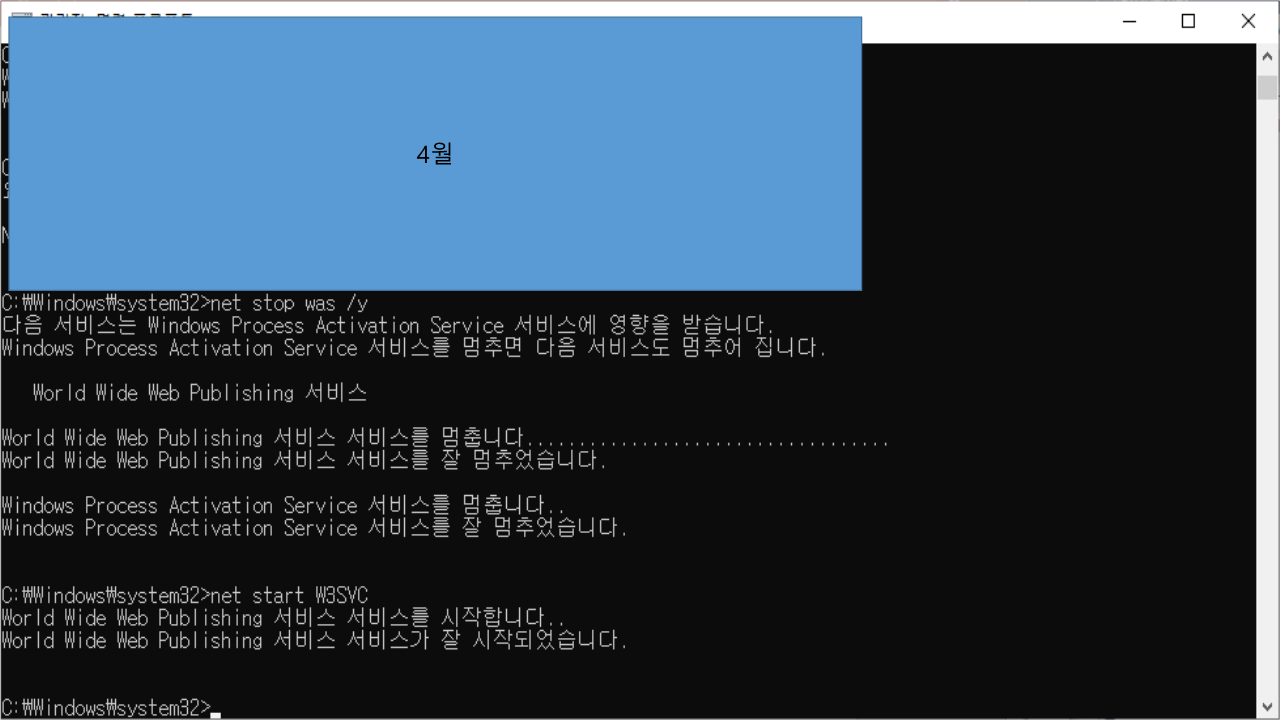 4월
C:₩Windows₩system32>net stop was /y
다음 서비스는 Windows Process Activation Service 서비스에 영향을 받습니다.
Windows Process Activation Service 서비스를 멈추면 다음 서비스도 멈추어 집니다.
World Wide Web Publishing 서비스
World Wide Web Publishing 서비스 서비스를 멈춥니다...................................
World Wide Web Publishing 서비스 서비스를 잘 멈추었습니다.
Windows Process Activation Service 서비스를 멈춥니다..
Windows Process Activation Service 서비스를 잘 멈추었습니다.
C:₩Windows₩system32>net start W3SVC
World Wide Web Publishing 서비스 서비스를 시작합니다..
World Wide Web Publishing 서비스 서비스가 잘 시작되었습니다.
C:₩Windows₩system32>